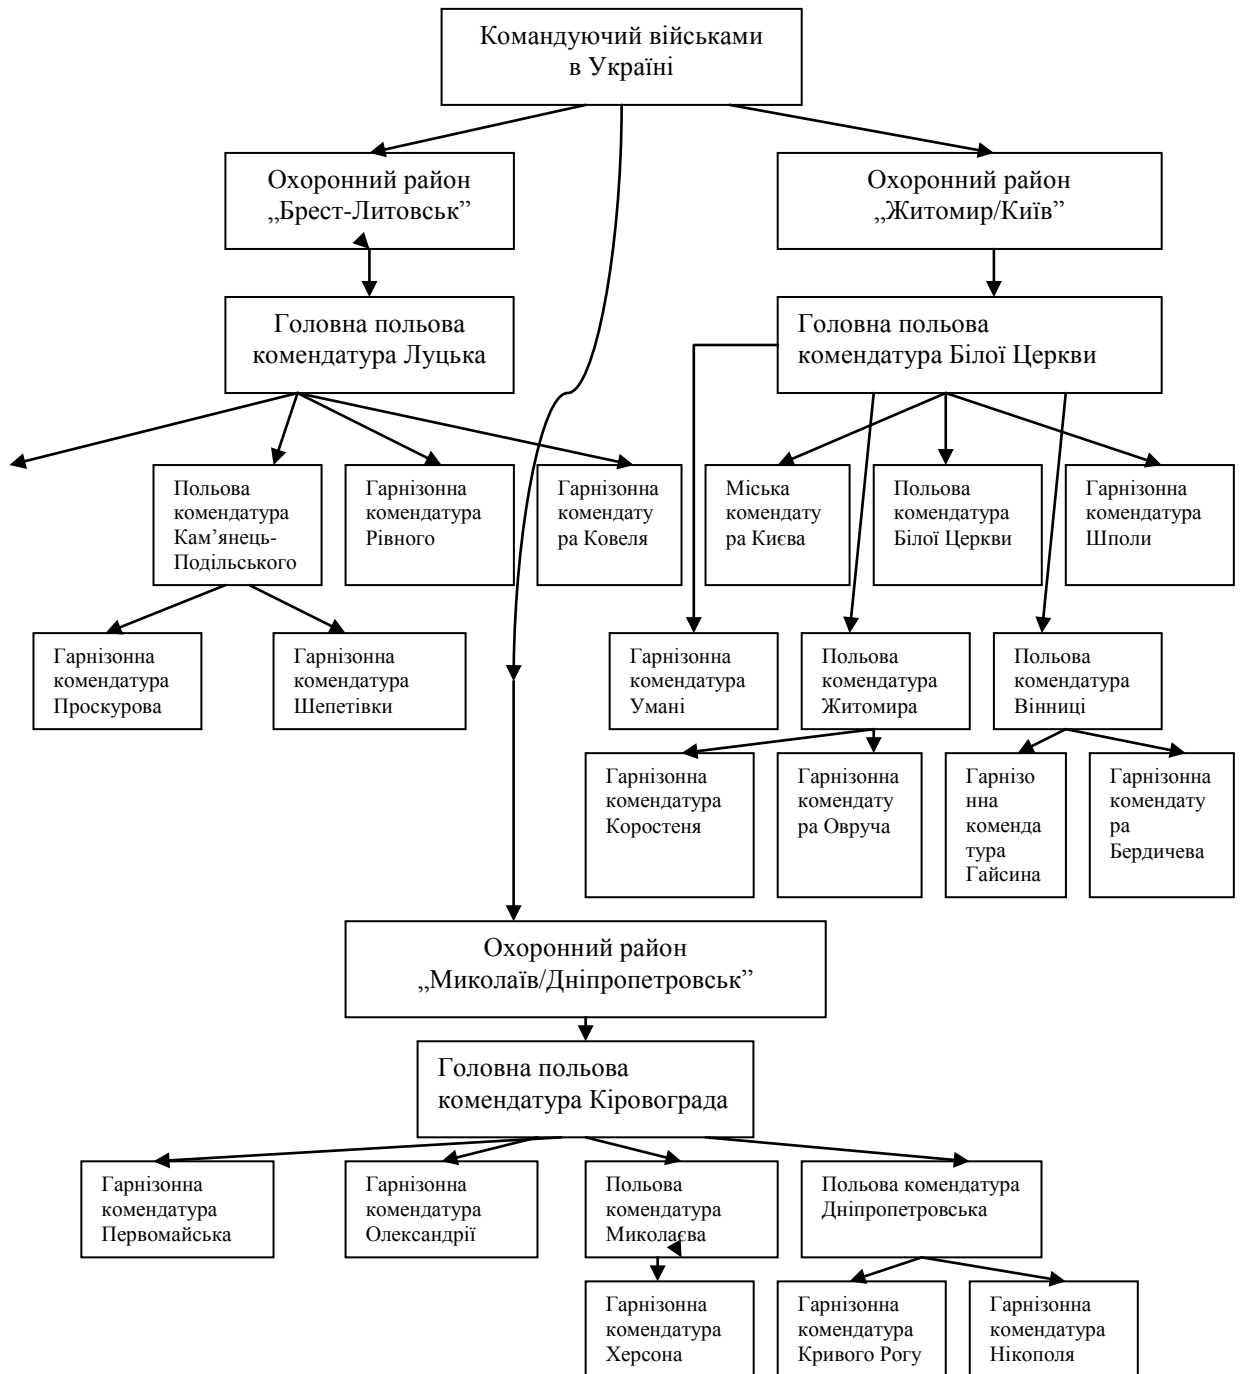 Командуючий військами
в Україні
Охоронний район
„Брест-Литовськ”
Охоронний район
„Житомир/Київ”
Головна польова
комендатура Луцька
Головна польова
комендатура Білої Церкви
Польова
комендатура
Кам’янець-
Подільського
Гарнізонна
комендатура
Рівного
Гарнізонна
комендату
ра Ковеля
Міська
комендату
ра Києва
Польова
комендатура
Білої Церкви
Гарнізонна
комендатура
Шполи
Гарнізонна
комендатура
Проскурова
Гарнізонна
комендатура
Шепетівки
Гарнізонна
комендатура
Умані
Польова
комендатура
Житомира
Польова
комендатура
Вінниці
Гарнізонна
комендатура
Коростеня
Гарнізонна
комендату
ра Овруча
Гарнізо
нна
коменда
тура
Гайсина
Гарнізонна
комендату
ра
Бердичева
Охоронний район
„Миколаїв/Дніпропетровськ”
Головна польова
комендатура Кіровограда
Гарнізонна
комендатура
Первомайська
Гарнізонна
комендатура
Олександрії
Польова
комендатура
Миколаєва
Польова комендатура
Дніпропетровська
Гарнізонна
комендатура
Херсона
Гарнізонна
комендатура
Кривого Рогу
Гарнізонна
комендатура
Нікополя